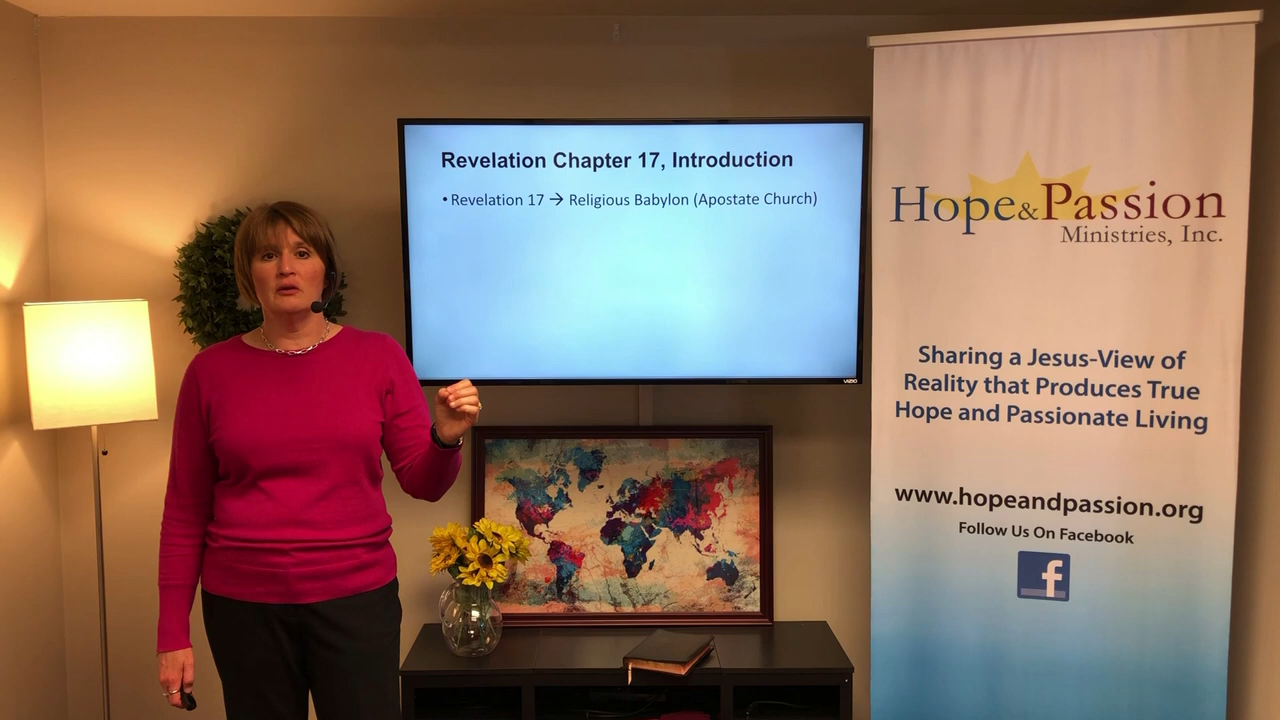 Revelation Chapter 17, Introduction
• Revelation 17 → Religious Babylon (Apostate Church)
VIZIO
Hope&Passion
Ministries, Inc.
Sharing a Jesus-View of
Reality that Produces True
Hope and Passionate Living
www.hopeandpassion.org
Follow Us On Facebook
f